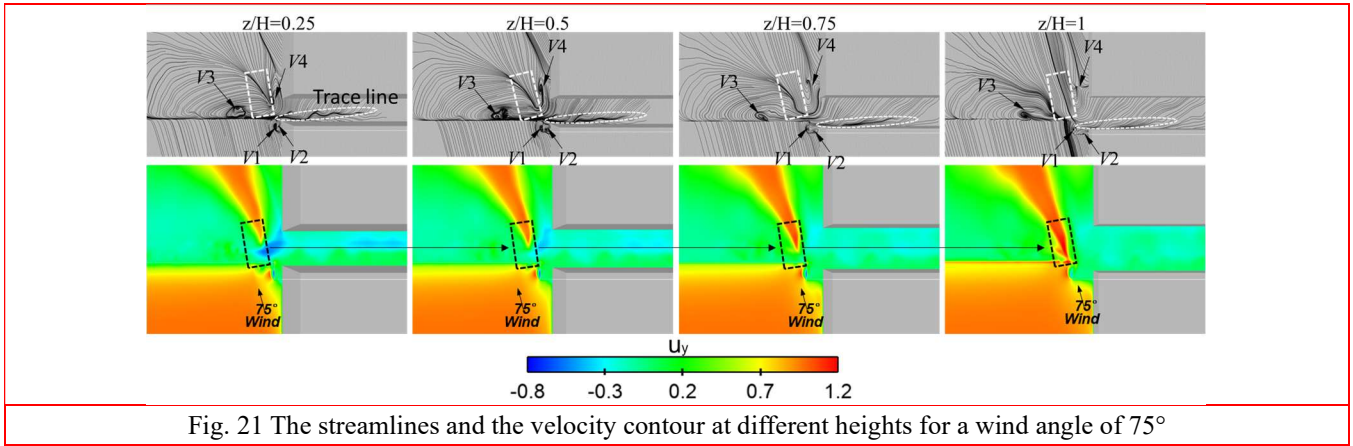 z/H=0.25 z/H=0.5 z/H=0.75 z/H=1
V3 V4 Trace line V1 V2
V3 V4 V1 V2
V3 V4 V1 V2
V3 V4 V1 V2
75°
Wind
75°
Wind
75°
Wind
75°
Wind
uy
-0.8 -0.3 0.2 0.7 1.2
Fig. 21 The streamlines and the velocity contour at different heights for a wind angle of 75°